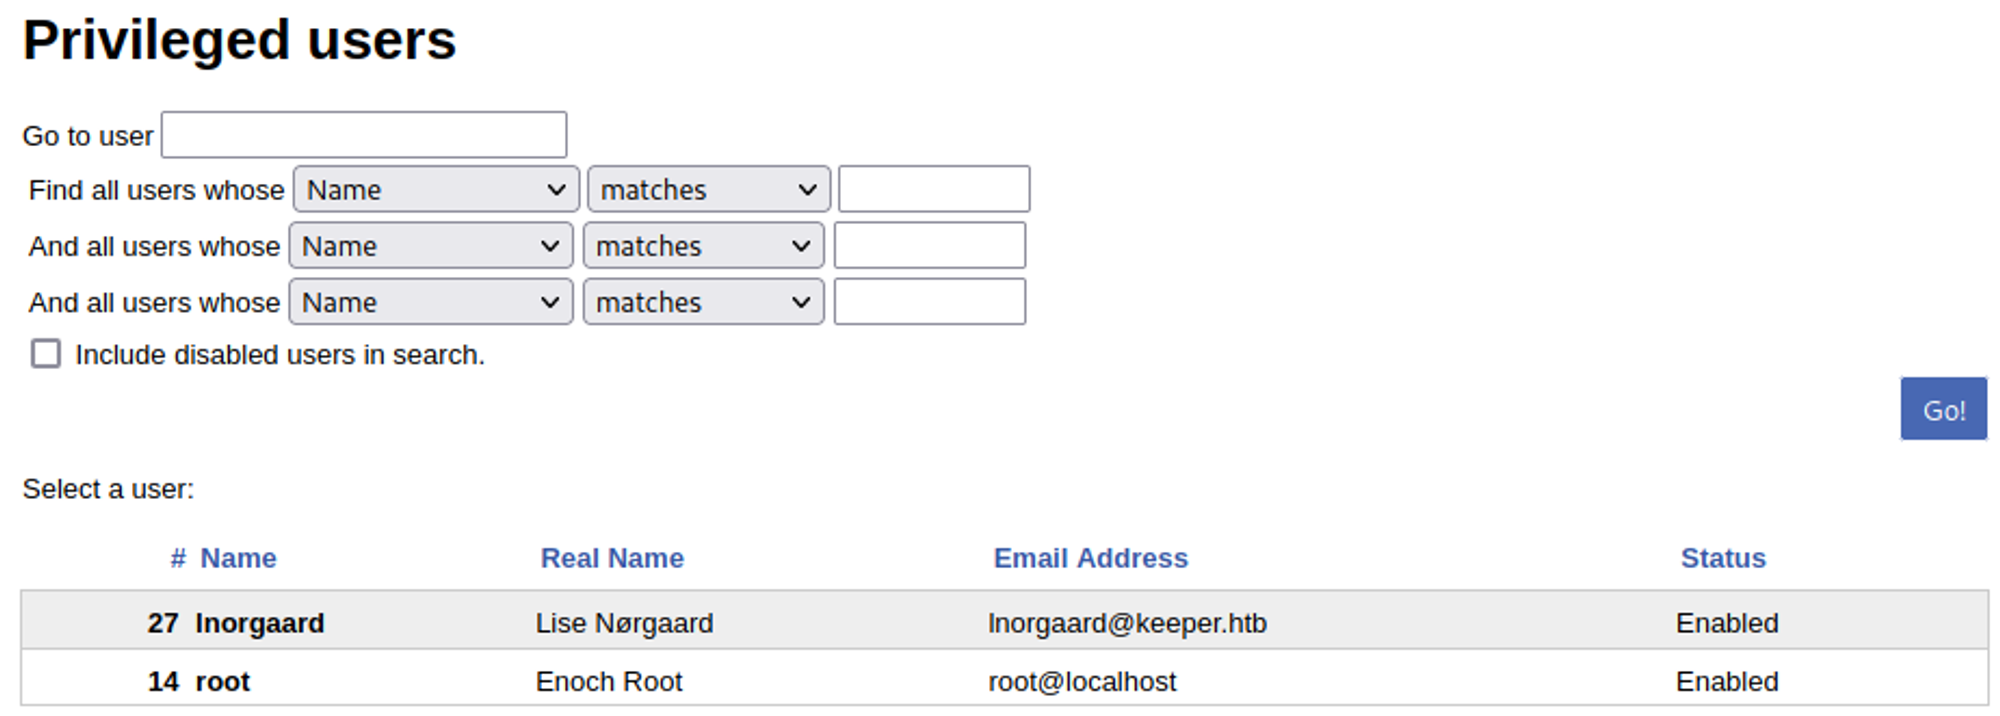 Privileged users
Go to user
Find all users whose Name matches
And all users whose Name matches
And all users whose Name matches
Include disabled users in search.
Go!
Select a user:
# Name Real Name Email Address Status
27 lnorgaard Lise Nørgaard lnorgaard@keeper.htb Enabled
14 root Enoch Root root@localhost Enabled